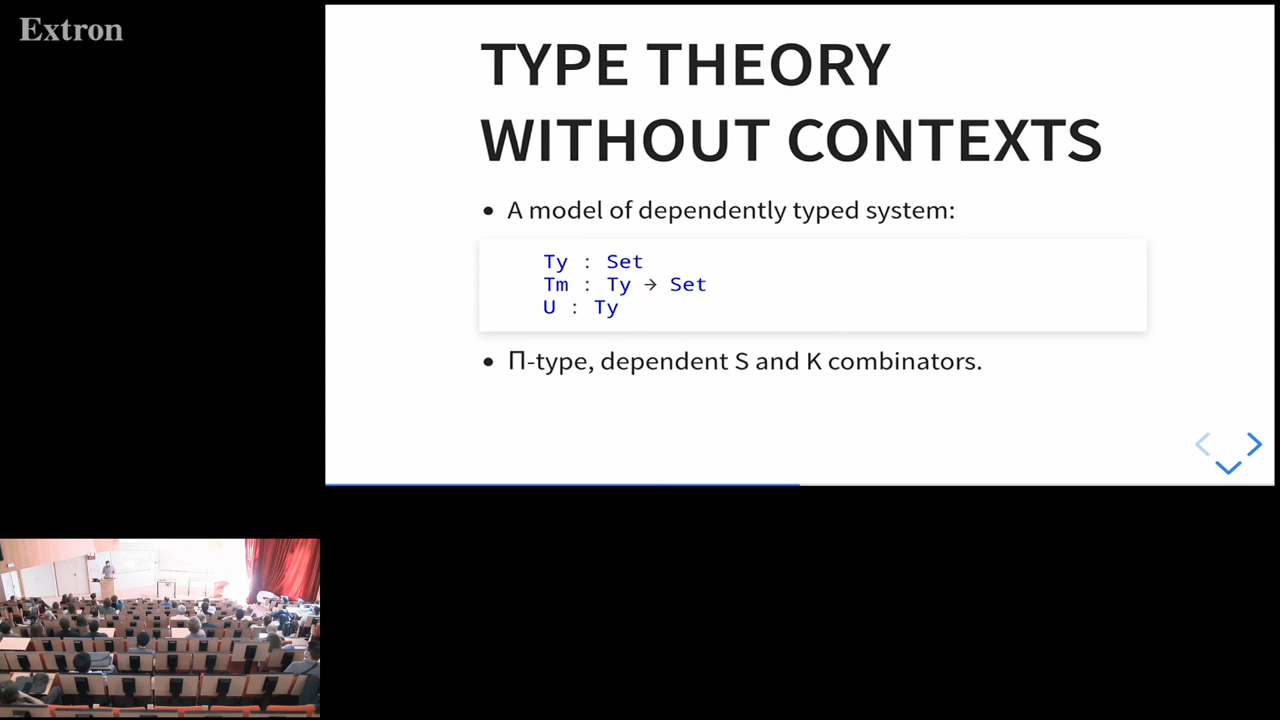 Extron
TYPE THEORY
WITHOUT CONTEXTS
• A model of dependently typed system:
Ty : Set
Tm : Ty → Set
U : Ty
• Π-type, dependent S and K combinators.